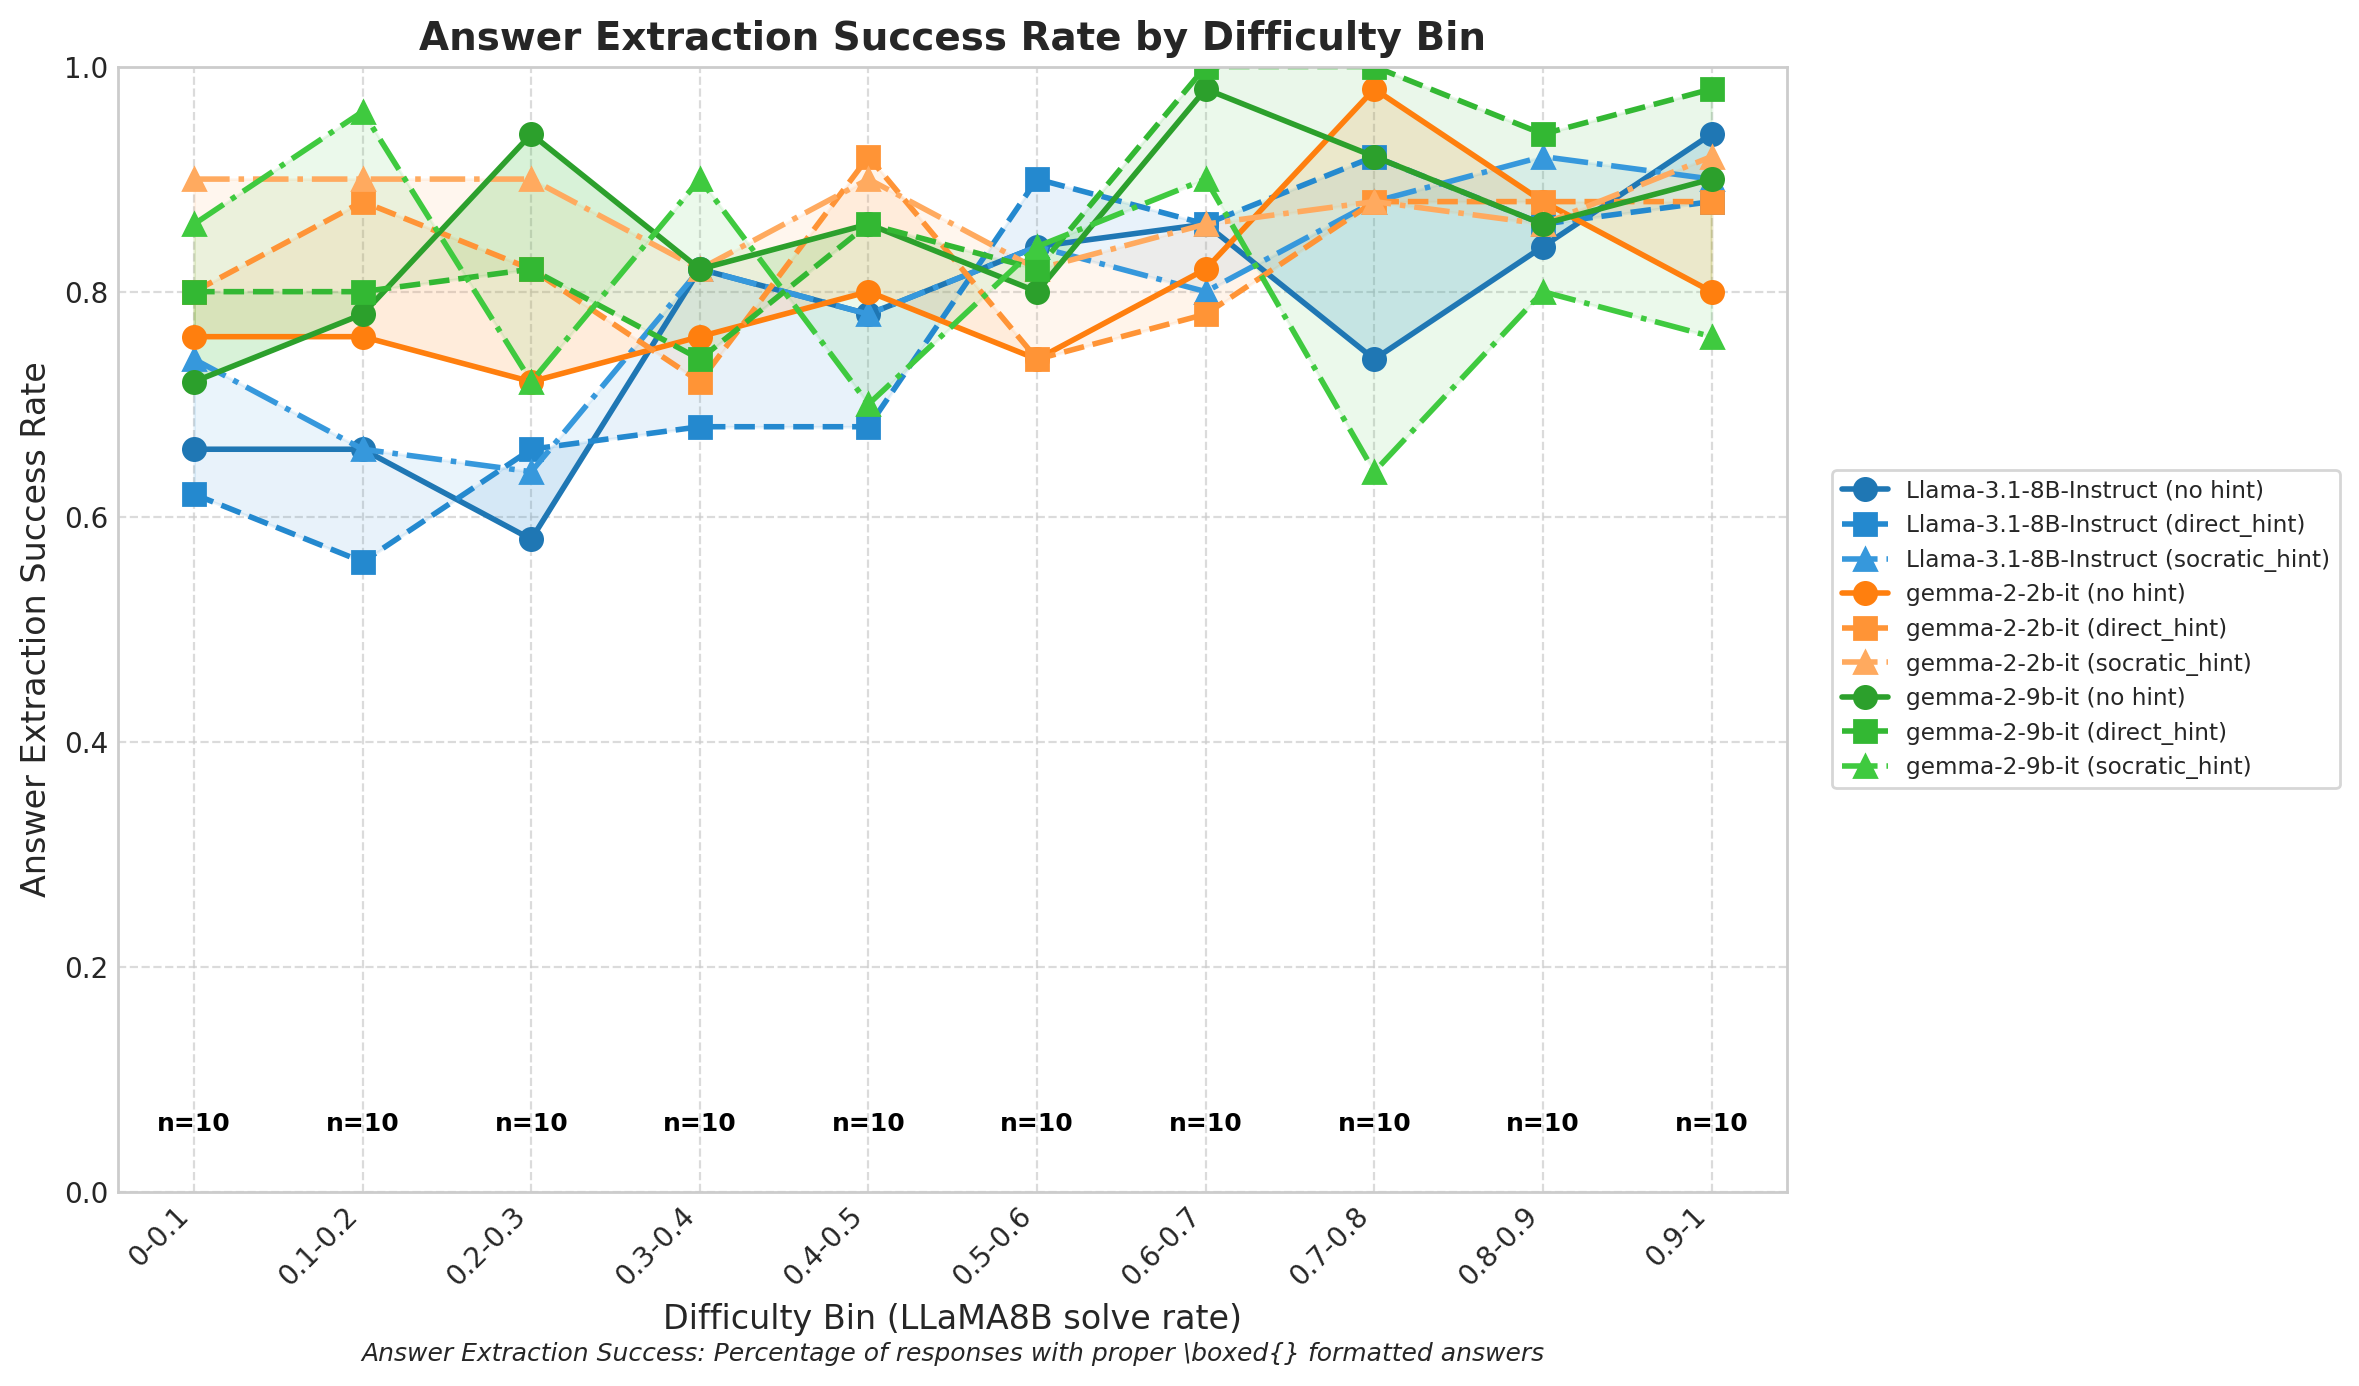 Answer Extraction Success Rate by Difficulty Bin
Answer Extraction Success Rate
1.0
0.8
0.6
0.4
0.2
0.0
n=10 n=10 n=10 n=10 n=10 n=10 n=10 n=10 n=10 n=10
0-0.1 0.1-0.2 0.2-0.3 0.3-0.4 0.4-0.5 0.5-0.6 0.6-0.7 0.7-0.8 0.8-0.9 0.9-1
Difficulty Bin (LLaMA8B solve rate)
Answer Extraction Success: Percentage of responses with proper \boxed{} formatted answers
Llama-3.1-8B-Instruct (no hint)
Llama-3.1-8B-Instruct (direct_hint)
Llama-3.1-8B-Instruct (socratic_hint)
gemma-2-2b-it (no hint)
gemma-2-2b-it (direct_hint)
gemma-2-2b-it (socratic_hint)
gemma-2-9b-it (no hint)
gemma-2-9b-it (direct_hint)
gemma-2-9b-it (socratic_hint)